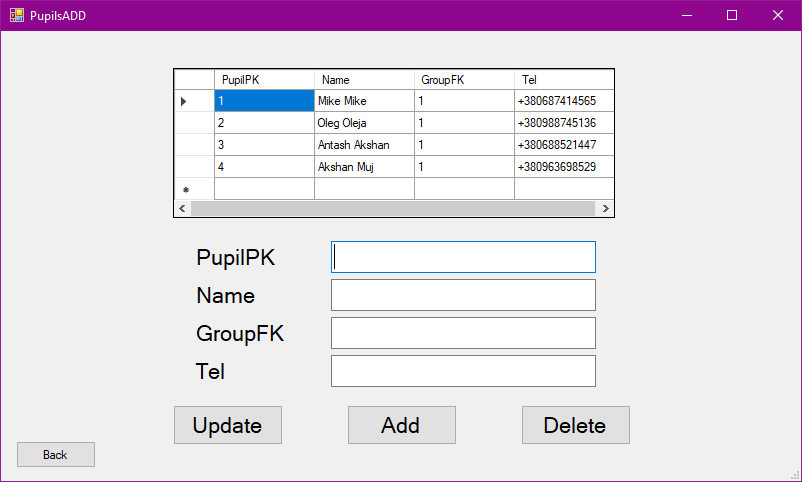 PupilsADD
PupilPK Name GroupFK Tel
1 Mike Mike 1 +380687414565
2 Oleg Oleja 1 +380988745136
3 Antash Akshan 1 +380688521447
4 Akshan Muj 1 +380963698529
PupilPK
Name
GroupFK
Tel
Update Add Delete
Back